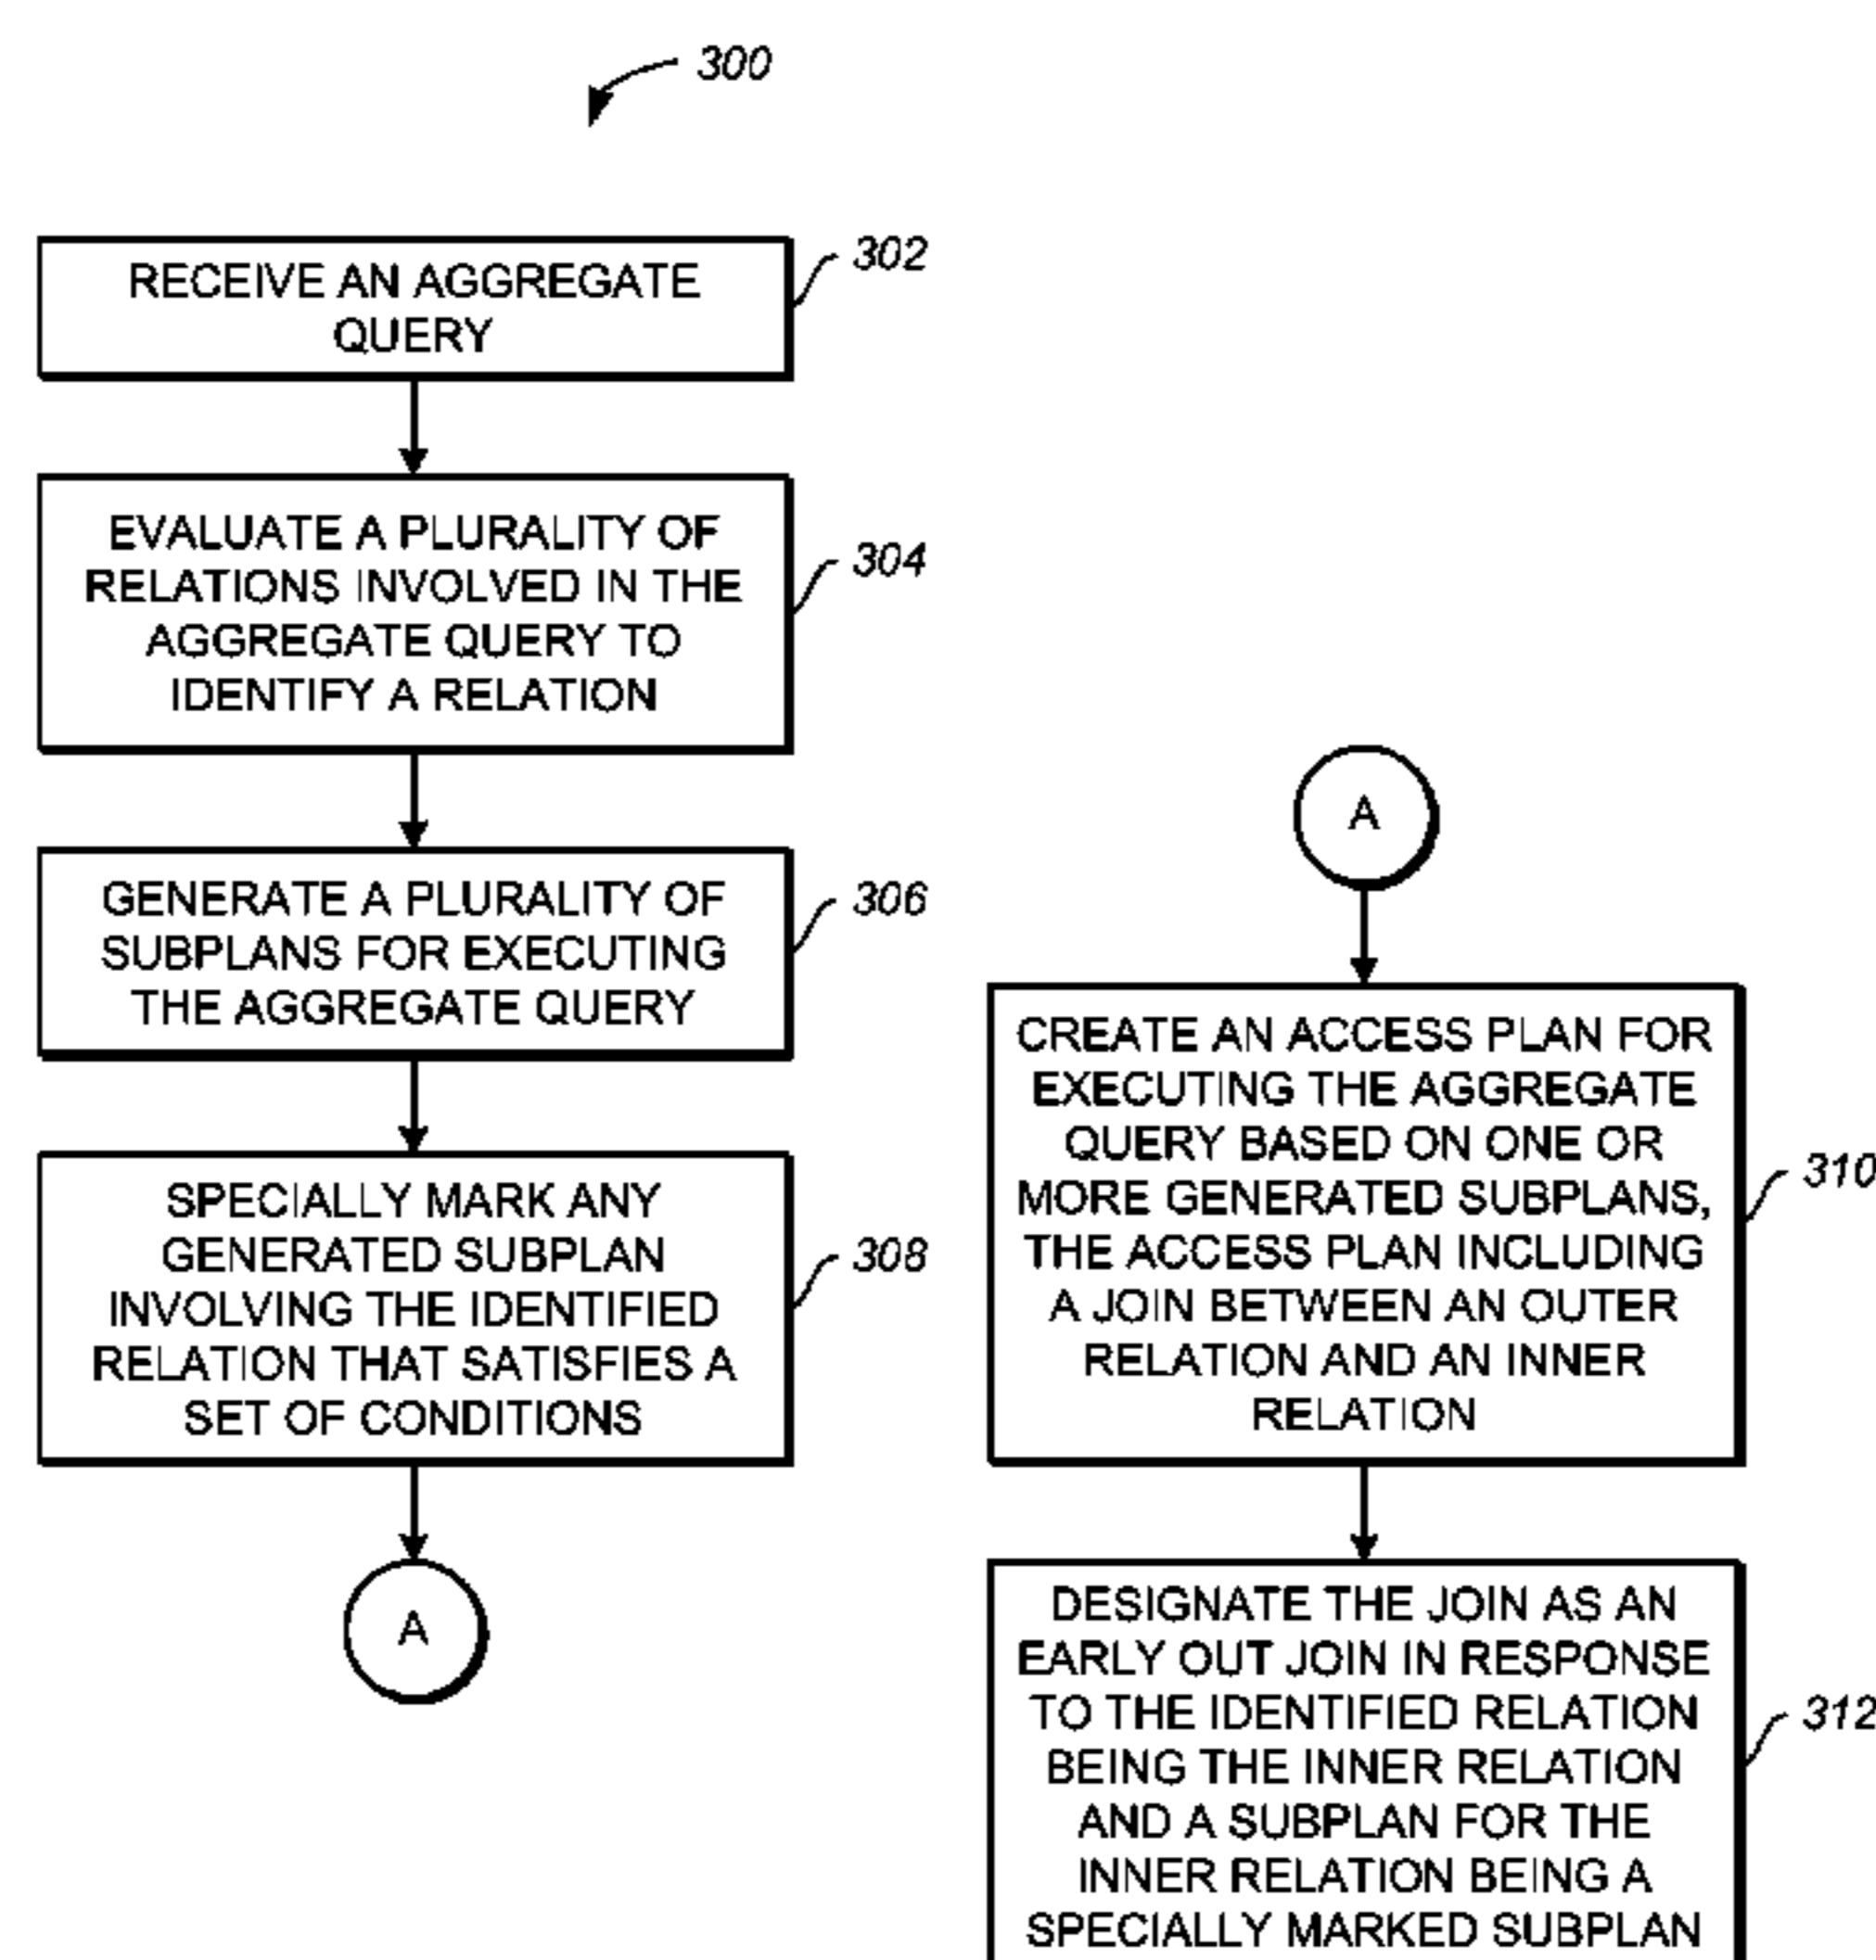 300
RECEIVE AN AGGREGATE
QUERY
302
EVALUATE A PLURALITY OF
RELATIONS INVOLVED IN THE
AGGREGATE QUERY TO
IDENTIFY A RELATION
304
GENERATE A PLURALITY OF
SUBPLANS FOR EXECUTING
THE AGGREGATE QUERY
306
SPECIALLY MARK ANY
GENERATED SUBPLAN
INVOLVING THE IDENTIFIED
RELATION THAT SATISFIES A
SET OF CONDITIONS
308
A
A
CREATE AN ACCESS PLAN FOR
EXECUTING THE AGGREGATE
QUERY BASED ON ONE OR
MORE GENERATED SUBPLANS,
THE ACCESS PLAN INCLUDING
A JOIN BETWEEN AN OUTER
RELATION AND AN INNER
RELATION
310
DESIGNATE THE JOIN AS AN
EARLY OUT JOIN IN RESPONSE
TO THE IDENTIFIED RELATION
BEING THE INNER RELATION
AND A SUBPLAN FOR THE
INNER RELATION BEING A
SPECIALLY MARKED SUBPLAN
312